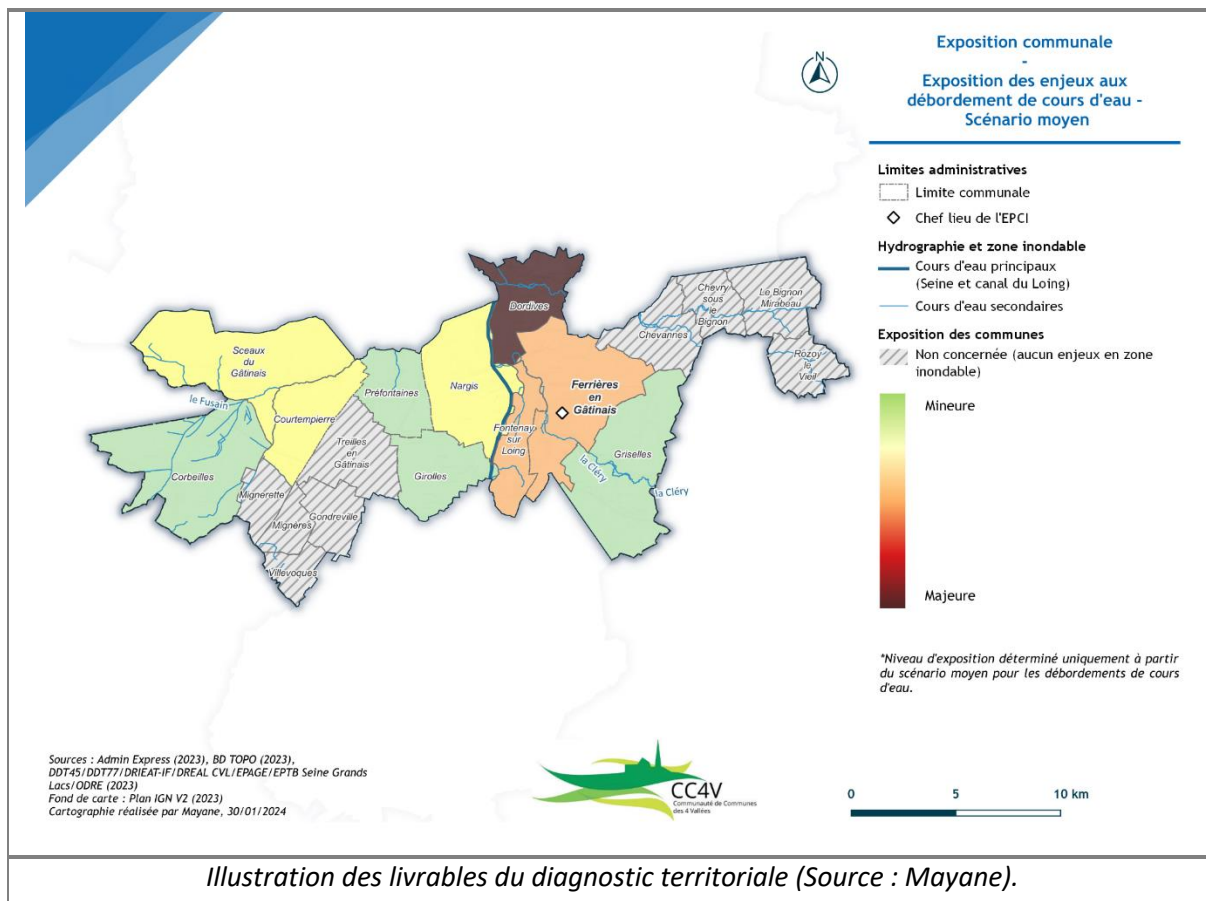 Exposition communale
-
Exposition des enjeux aux
débordement de cours d'eau -
Scénario moyen
N
Limites administratives
Limite communale
Chef lieu de l'EPCI
Hydrographie et zone inondable
Cours d'eau principaux
(Seine et canal du Loing)
Cours d'eau secondaires
Exposition des communes
Non concernée (aucun enjeux en zone
inondable)
Mineure
Majeure
*Niveau d'exposition déterminé uniquement à partir
du scénario moyen pour les débordements de cours
d'eau.
Dordives
Chevry
sous
le
Bignon
Le Bignon
Mirabeau
Chevannes
Rozoy
le
Vieil
Sceaux
du
Gâtinais
le Fusain
Courtempierre
Préfontaines
Nargis
Ferrières
en
Gâtinais
Fontenay
sur
Loing
Treilles
en
Gâtinais
Griselles
Corbeilles
Girolles
la Cléry
la Cléry
Mignerette
Mignères
Gondreville
Villevoques
Sources : Admin Express (2023), BD TOPO (2023),
DDT45/DDT77/DRIEAT-IF/DREAL CVL/EPAGE/EPTB Seine Grands
Lacs/ODRE (2023)
Fond de carte : Plan IGN V2 (2023)
Cartographie réalisée par Mayane, 30/01/2024
CC4V
Communauté de Communes
des 4 Vallées
0 5 10 km
Illustration des livrables du diagnostic territoriale (Source : Mayane).